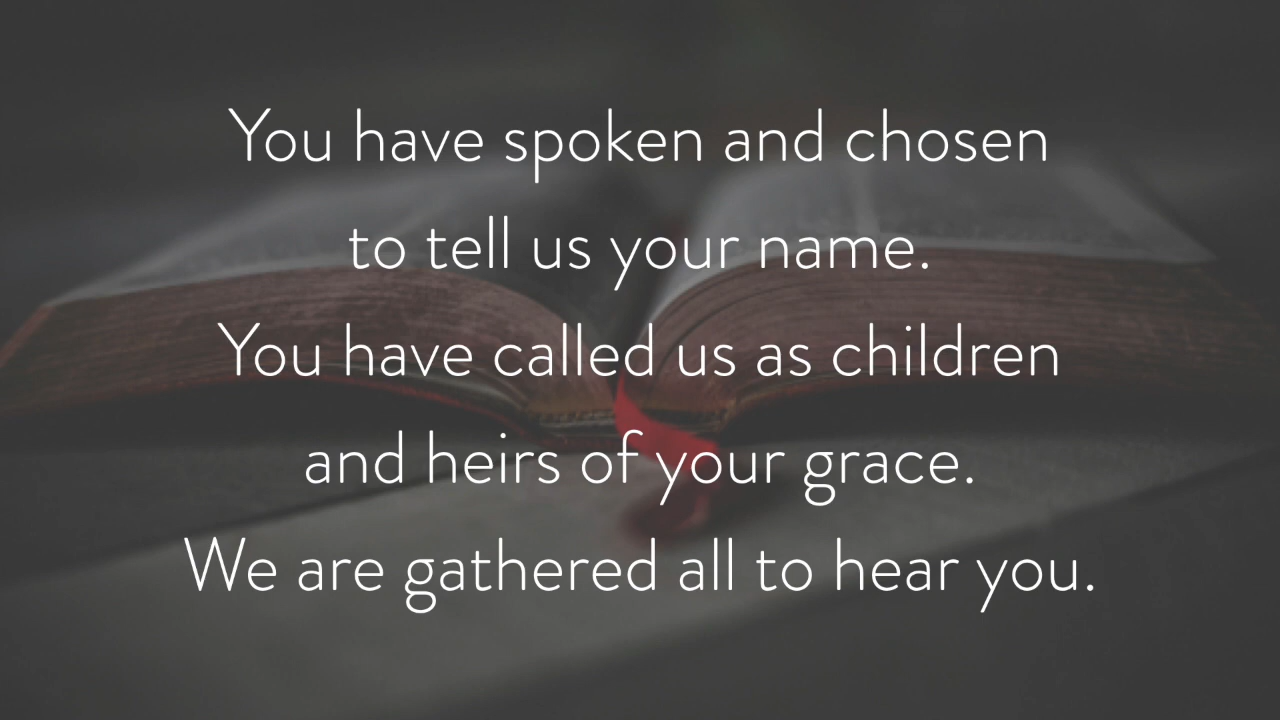 You have spoken and chosen
to tell us your name.
You have called us as children
and heirs of your grace.
We are gathered all to hear you.